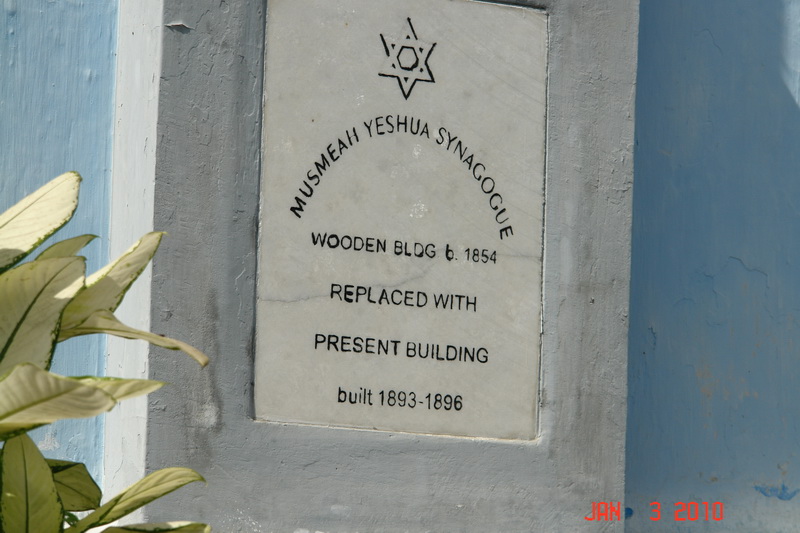 MUSMEAH YESHUA SYNAGOGUE
WOODEN BLDG b. 1854
REPLACED WITH
PRESENT BUILDING
built 1893-1896
JAN 3 2010